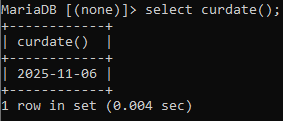 MariaDB [(none)]> select curdate();
+------------+
| curdate()  |
+------------+
| 2025-11-06 |
+------------+
1 row in set (0.004 sec)